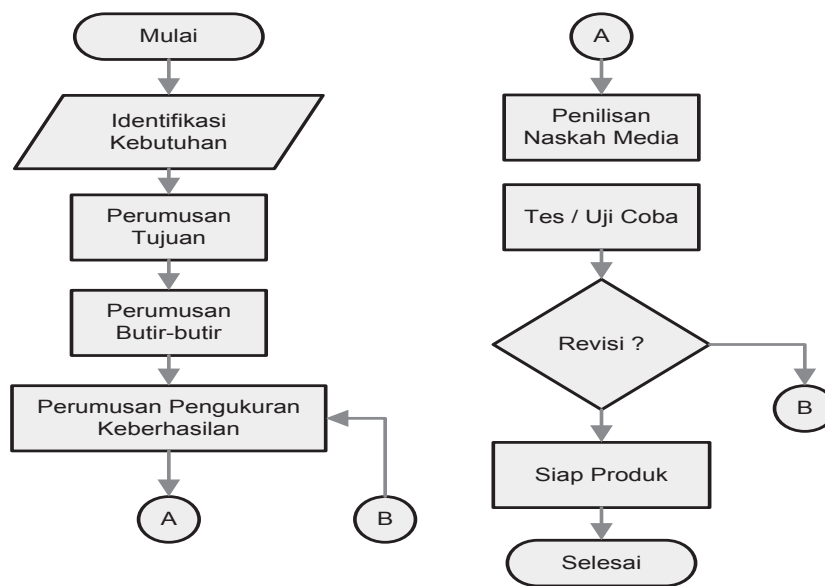 Mulai
Identifikasi
Kebutuhan
Perumusan
Tujuan
Perumusan
Butir-butir
Perumusan Pengukuran
Keberhasilan
A
B
A
Penilisan
Naskah Media
Tes / Uji Coba
Revisi ?
B
Siap Produk
Selesai